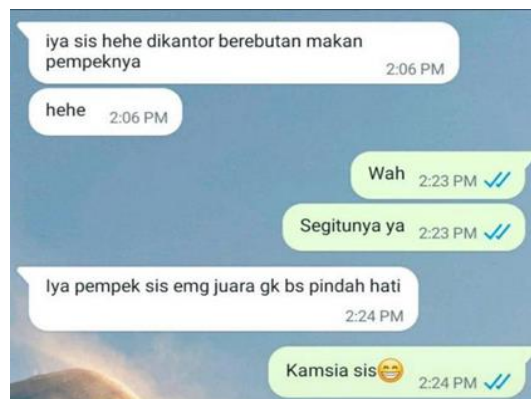 iya sis hehe dikantor berebutan makan
pempeknya
2:06 PM
hehe 2:06 PM
Wah 2:23 PM
Segitunya ya 2:23 PM
Iya pempek sis emg juara gk bs pindah hati
2:24 PM
Kamsia sis😁 2:24 PM